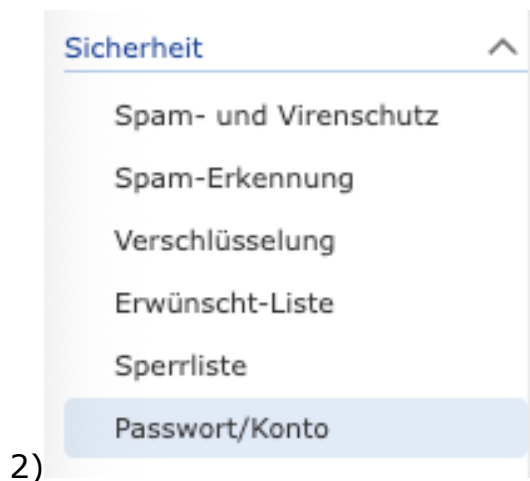 Sicherheit
Spam- und Virenschutz
Spam-Erkennung
Verschlüsselung
Erwünscht-Liste
Sperrliste
Passwort/Konto
2)